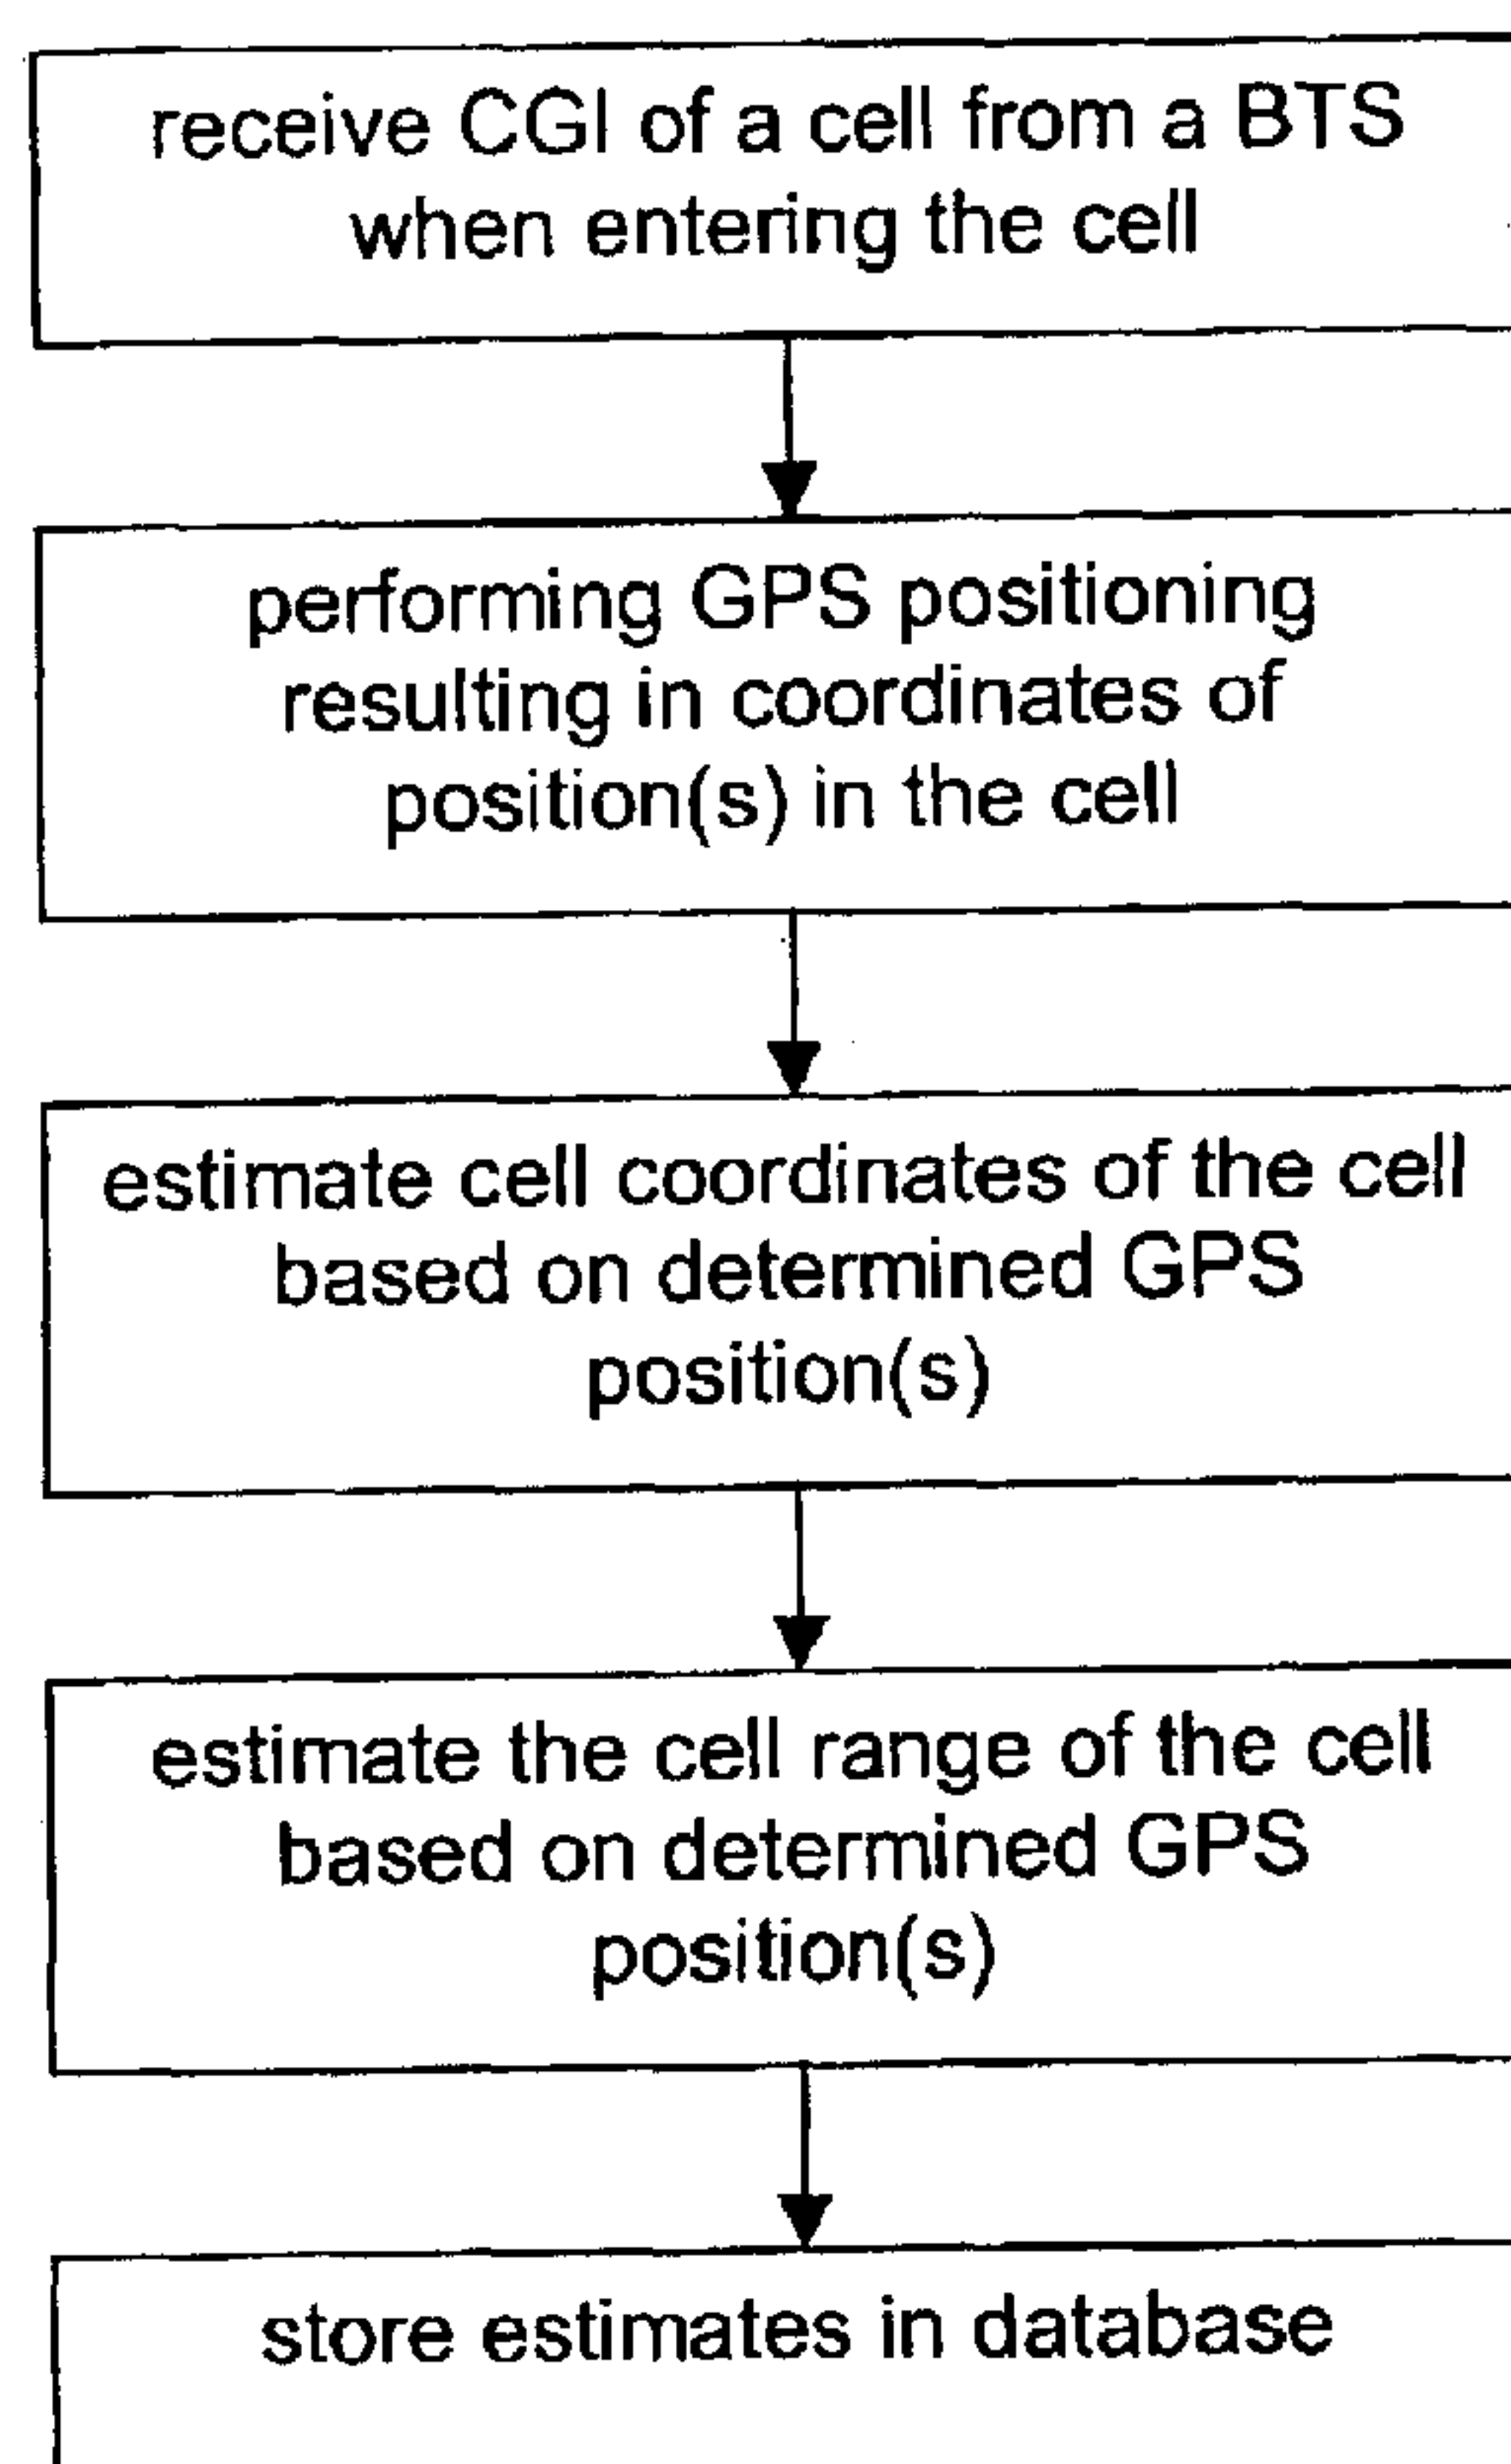 receive CGI of a cell from a BTS
when entering the cell
performing GPS positioning
resulting in coordinates of
position(s) in the cell
estimate cell coordinates of the cell
based on determined GPS
position(s)
estimate the cell range of the cell
based on determined GPS
position(s)
store estimates in database